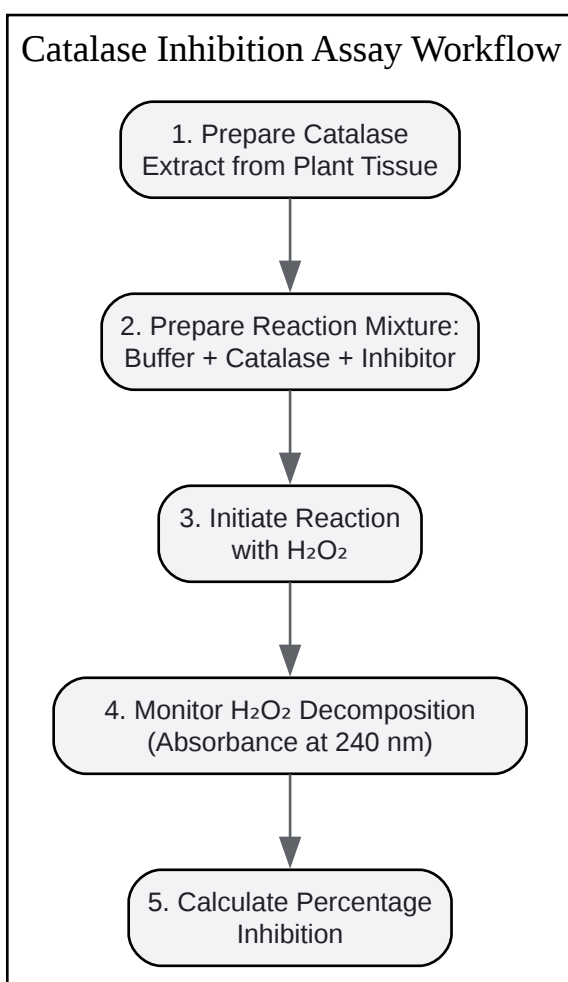 Catalase Inhibition Assay Workflow
1. Prepare Catalase
Extract from Plant Tissue
2. Prepare Reaction Mixture:
Buffer + Catalase + Inhibitor
3. Initiate Reaction
with H₂O₂
4. Monitor H₂O₂ Decomposition
(Absorbance at 240 nm)
5. Calculate Percentage
Inhibition